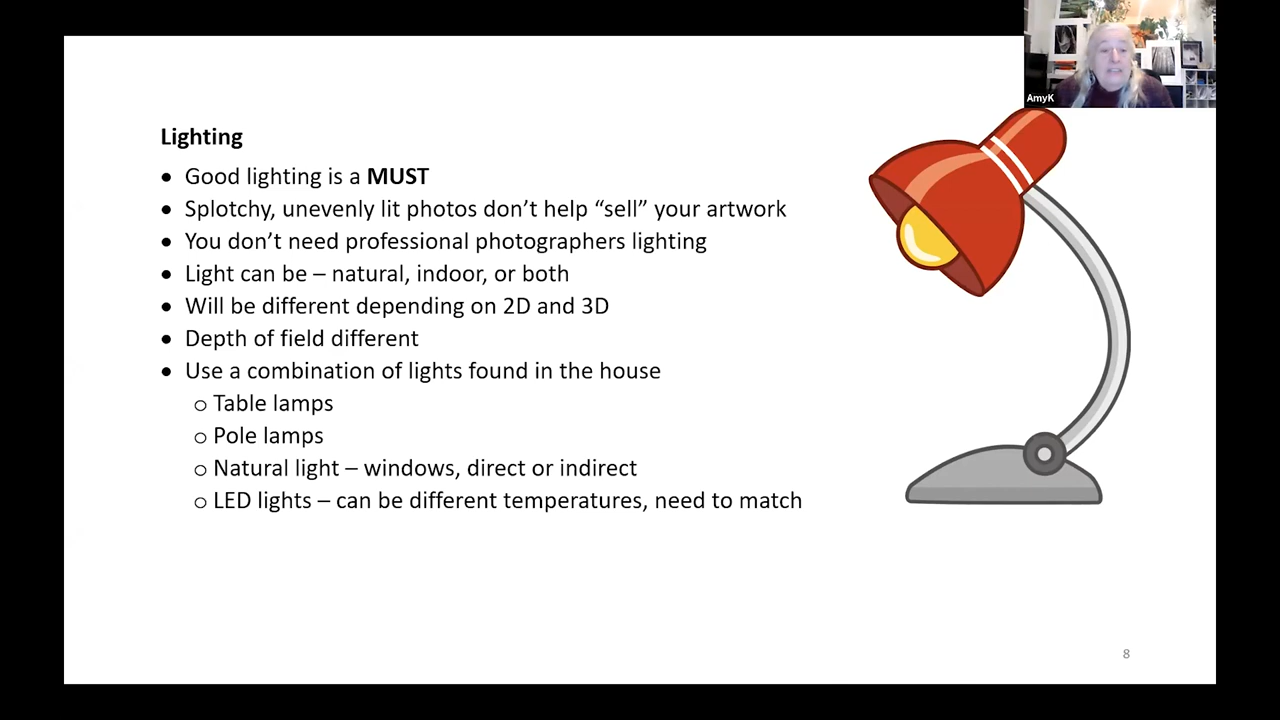 AmyK
Lighting
• Good lighting is a MUST
• Splotchy, unevenly lit photos don’t help “sell” your artwork
• You don’t need professional photographers lighting
• Light can be – natural, indoor, or both
• Will be different depending on 2D and 3D
• Depth of field different
• Use a combination of lights found in the house
o Table lamps
o Pole lamps
o Natural light – windows, direct or indirect
o LED lights – can be different temperatures, need to match
8